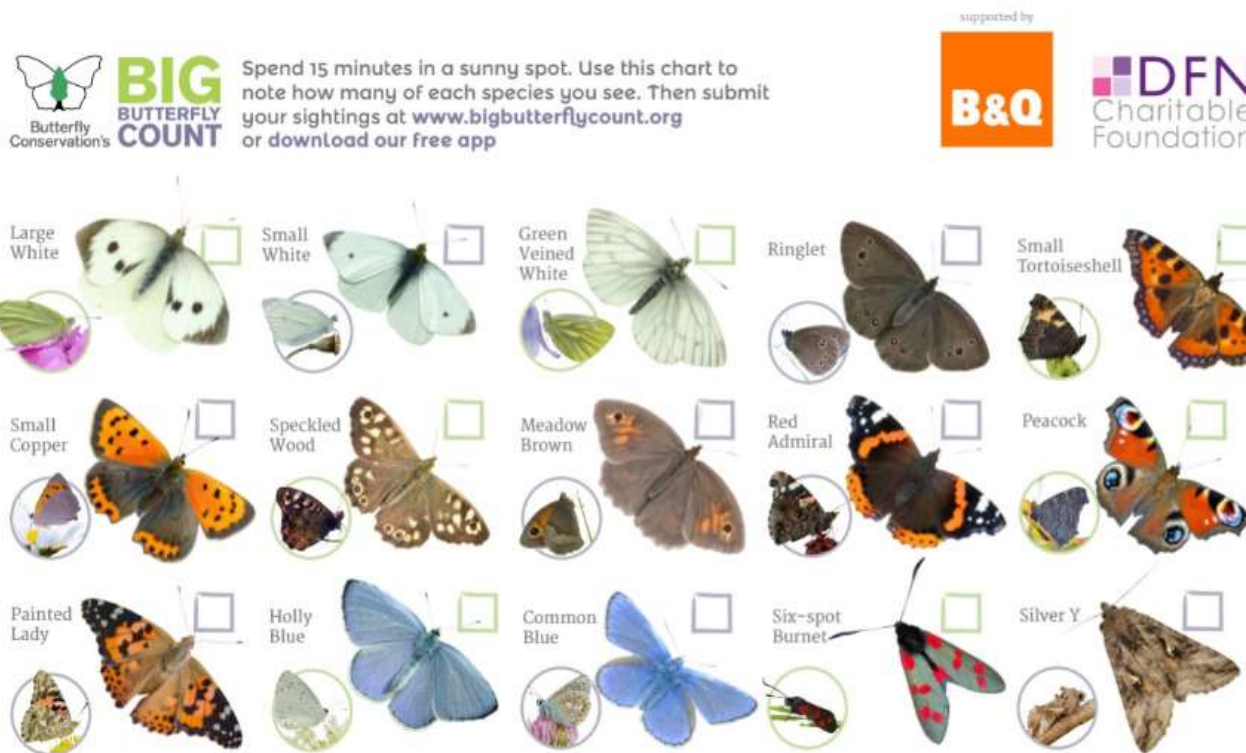 supported by
Butterfly
Conservation's
BIG
BUTTERFLY
COUNT
Spend 15 minutes in a sunny spot. Use this chart to
note how many of each species you see. Then submit
your sightings at www.bigbutterflycount.org
or download our free app
B&Q
DFN
Charitable
Foundation
Large
White
Small
White
Green
Veined
White
Ringlet
Small
Tortoiseshell
Small
Copper
Speckled
Wood
Meadow
Brown
Red
Admiral
Peacock
Painted
Lady
Holly
Blue
Common
Blue
Six-spot
Burnet
Silver Y